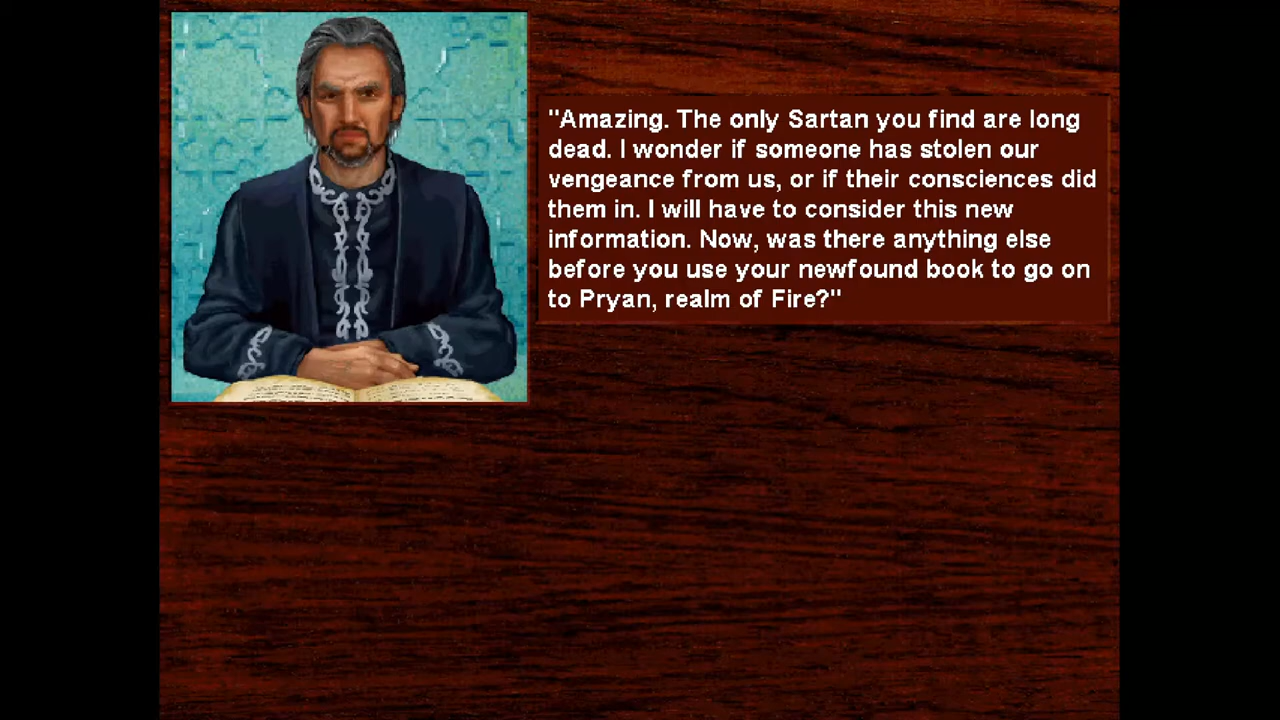 "Amazing. The only Sartan you find are long
dead. I wonder if someone has stolen our
vengeance from us, or if their consciences did
them in. I will have to consider this new
information. Now, was there anything else
before you use your newfound book to go on
to Pryan, realm of Fire?"